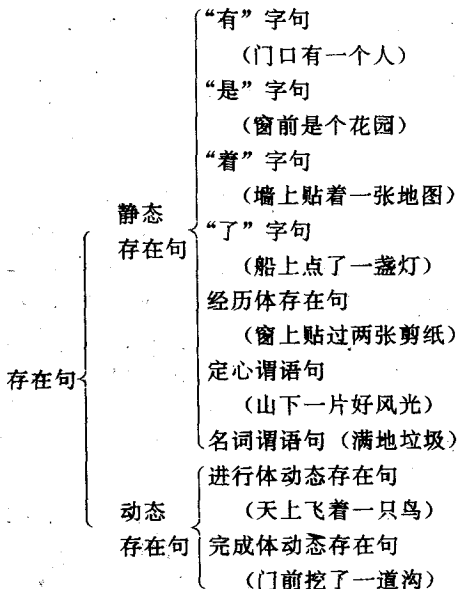 “有”字句
（门口有一个人）
“是”字句
（窗前是个花园）
“着”字句
（墙上贴着一张地图）
静态
存在句
“了”字句
（船上点了一盏灯）
经历体存在句
（窗上贴过两张剪纸）
存在句
定心谓语句
（山下一片好风光）
名词谓语句（满地垃圾）
进行体动态存在句
（天上飞着一只鸟）
动态
存在句
完成体动态存在句
（门前挖了一道沟）